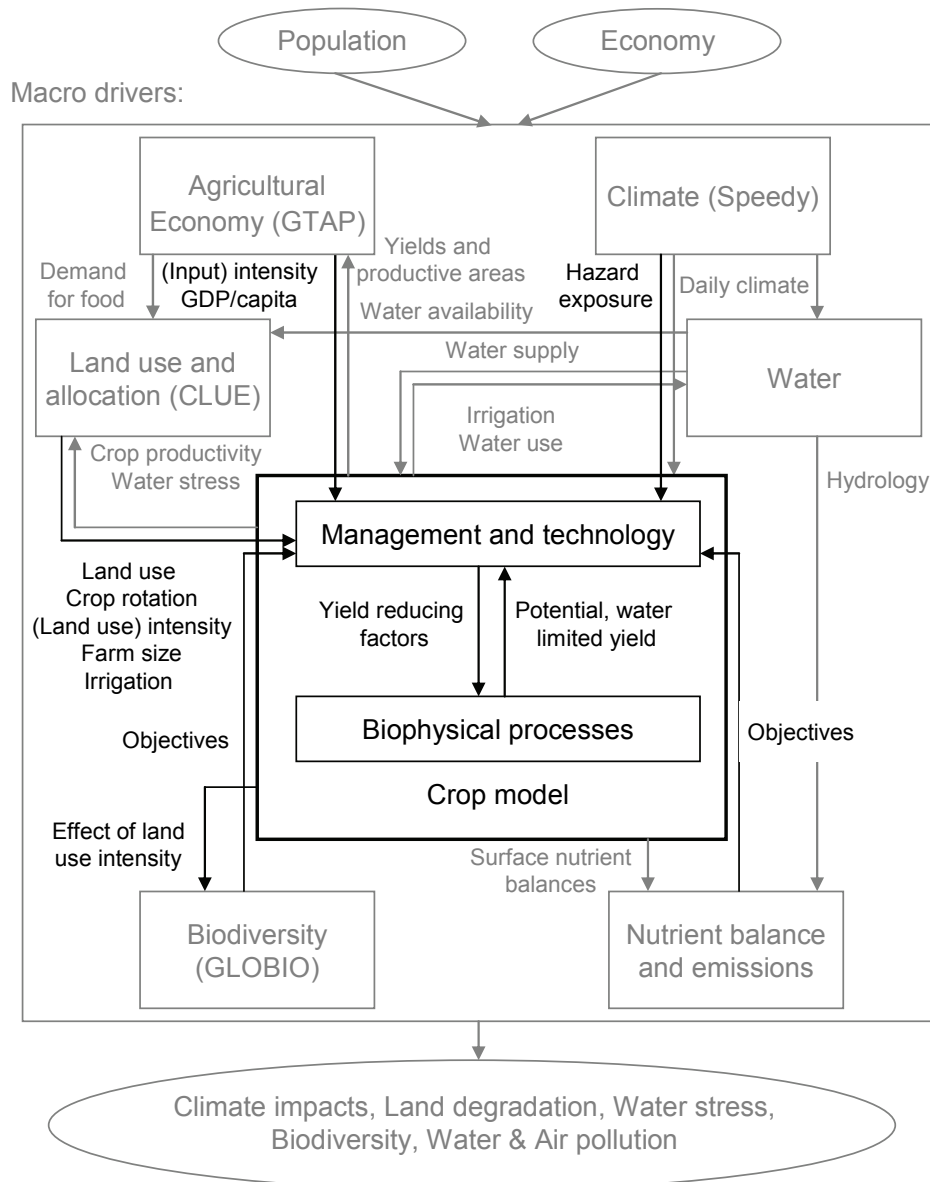 Population
Economy
Macro drivers:
Agricultural
Economy (GTAP)
Climate (Speedy)
Demand
for food
(Input) intensity
GDP/capita
Yields and
productive areas
Hazard
exposure
Daily climate
Water availability
Land use and
allocation (CLUE)
Water supply
Water
Irrigation
Water use
Crop productivity
Water stress
Hydrology
Management and technology
Land use
Crop rotation
(Land use) intensity
Farm size
Irrigation
Yield reducing
factors
Potential, water
limited yield
Biophysical processes
Objectives
Objectives
Crop model
Effect of land
use intensity
Surface nutrient
balances
Biodiversity
(GLOBIO)
Nutrient balance
and emissions
Climate impacts, Land degradation, Water stress,
Biodiversity, Water & Air pollution